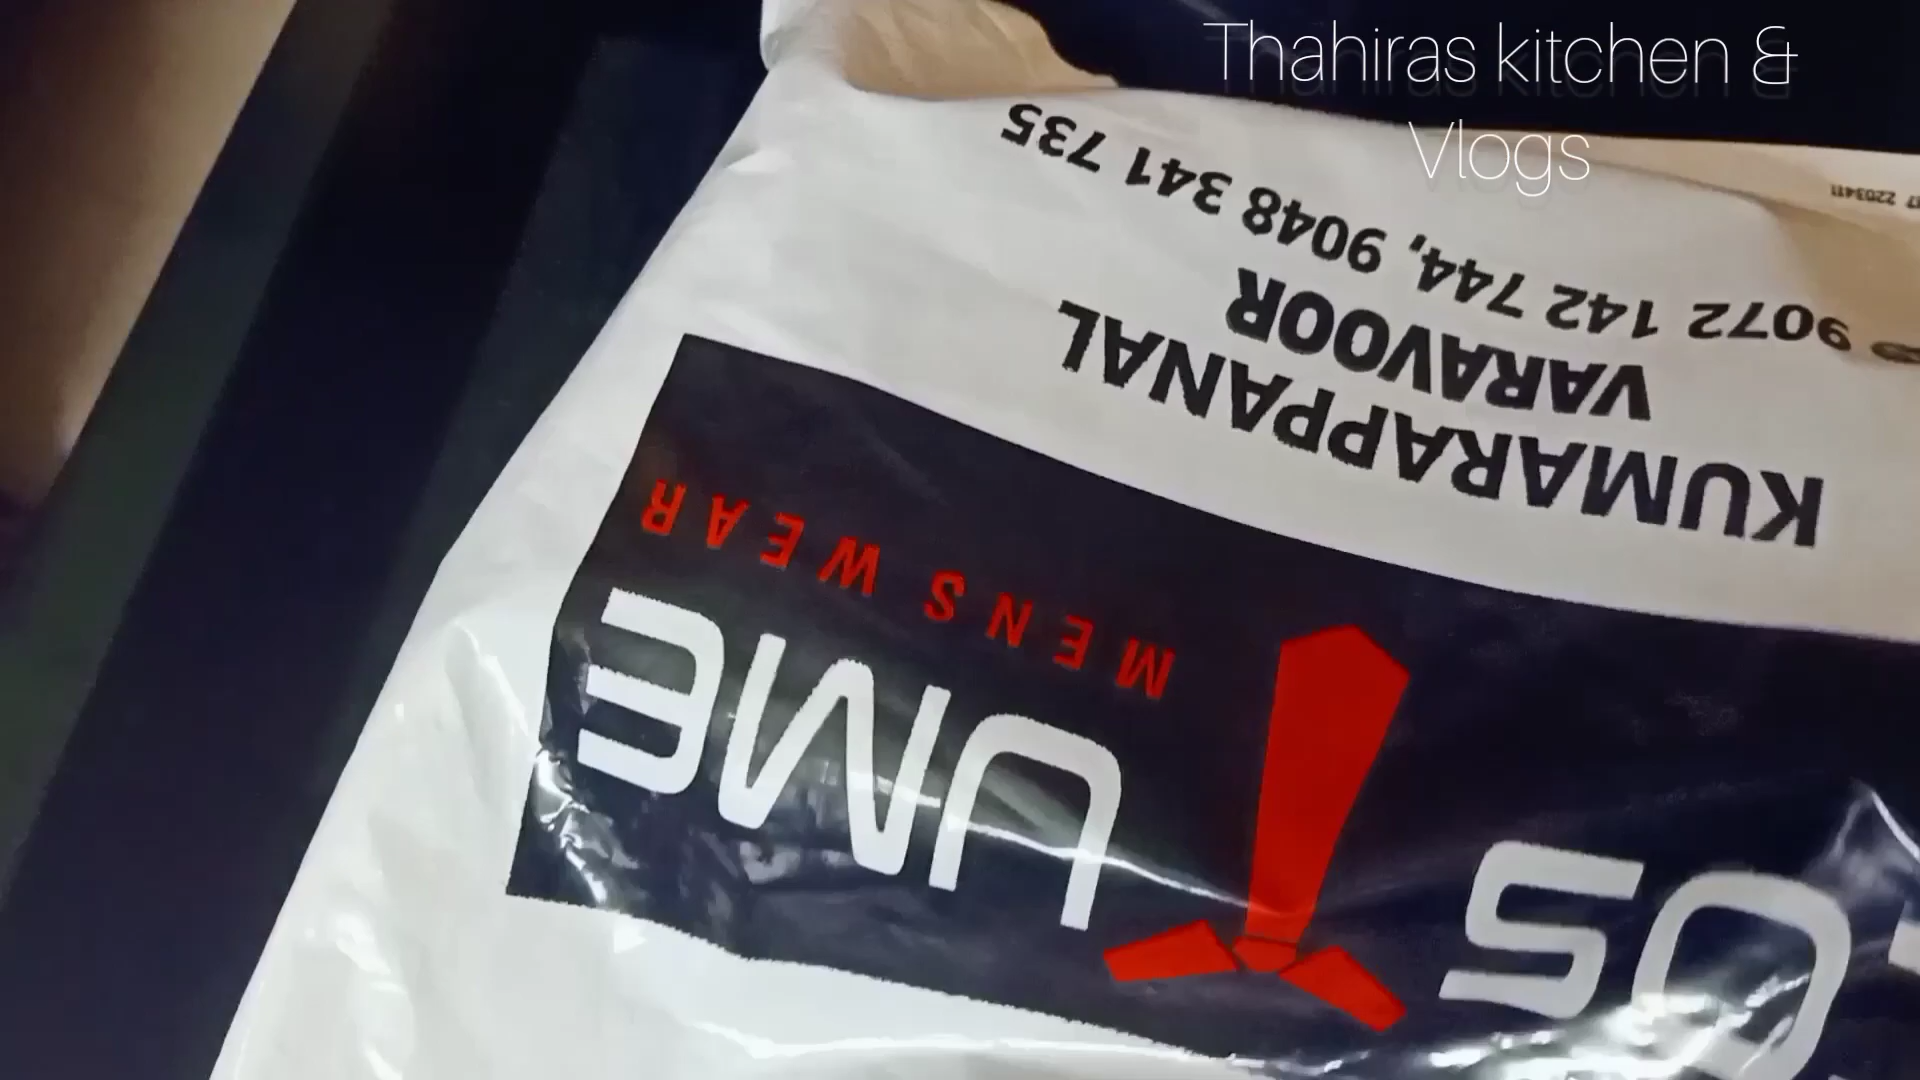 Thahiras kitchen &
Vlogs
UME
MENS WEAR
KUMARAPPANAL
VARAVOOR
9072 142 744, 9048 341 735